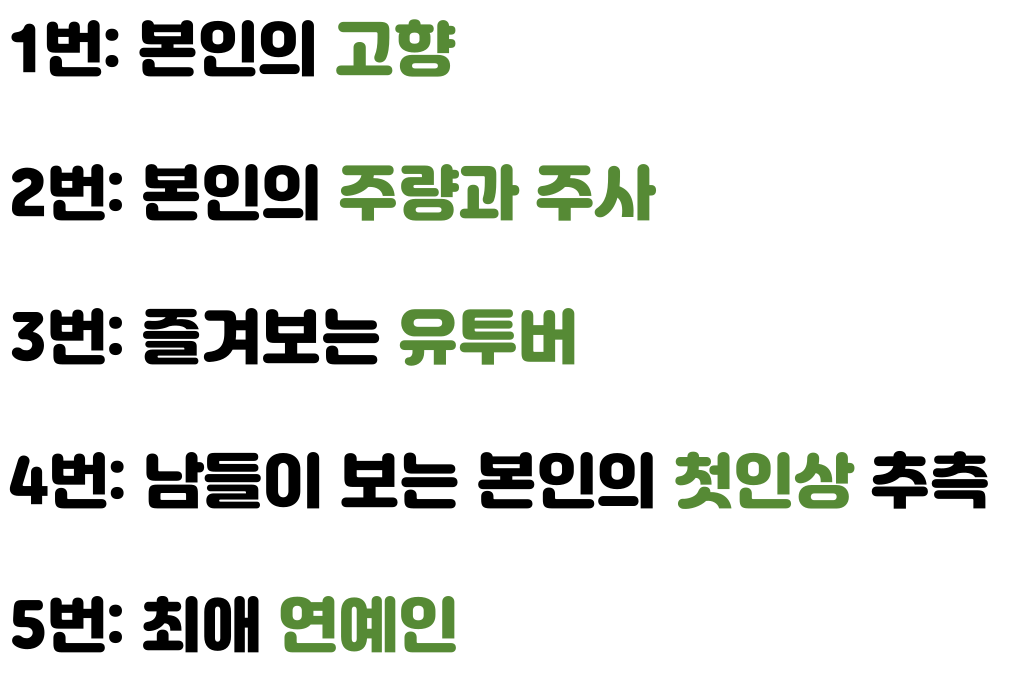 1번: 본인의 고향
2번: 본인의 주량과 주사
3번: 즐겨보는 유투버
4번: 남들이 보는 본인의 첫인상 추측
5번: 최애 연예인